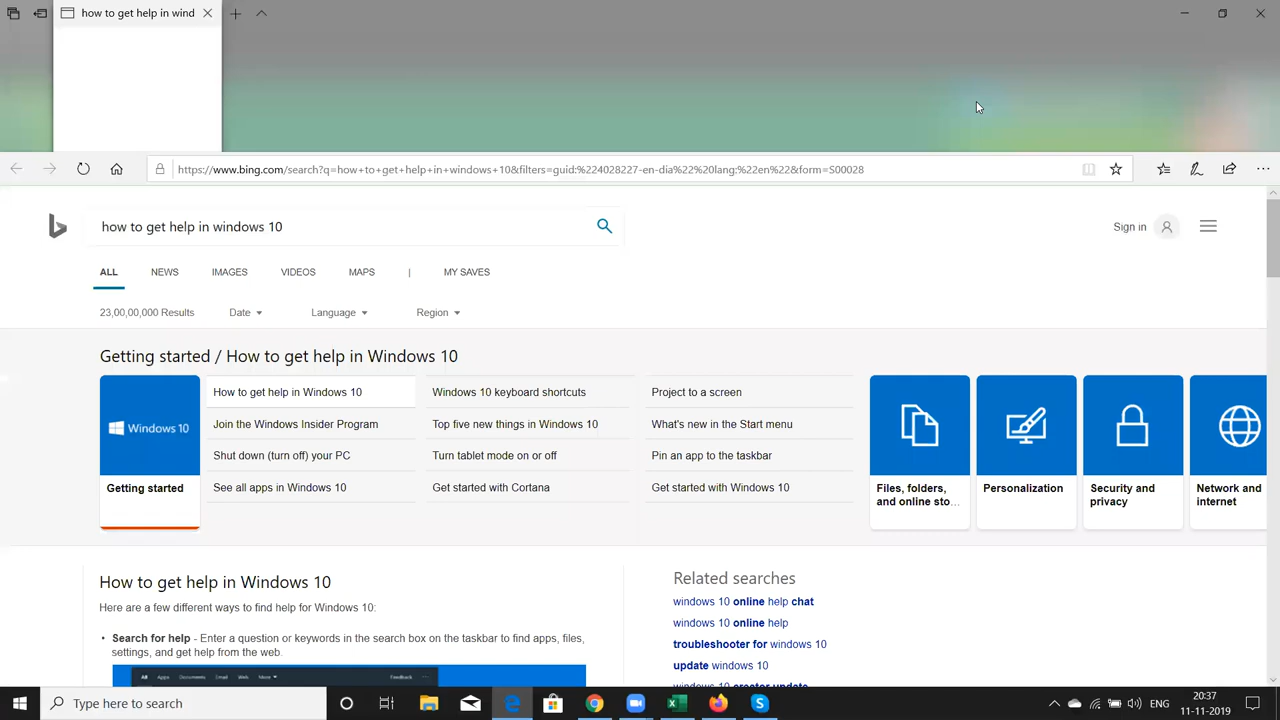 how to get help in wind
https://www.bing.com/search?q=how+to+get+help+in+windows+10&filters=guid:%224028227-en-dia%22%20lang:%22en%22&form=S00028
how to get help in windows 10
Sign in
ALL NEWS IMAGES VIDEOS MAPS | MY SAVES
23,00,00,000 Results Date Language Region
Getting started / How to get help in Windows 10
Windows 10
Getting started
How to get help in Windows 10
Join the Windows Insider Program
Shut down (turn off) your PC
See all apps in Windows 10
Windows 10 keyboard shortcuts
Top five new things in Windows 10
Turn tablet mode on or off
Get started with Cortana
Project to a screen
What's new in the Start menu
Pin an app to the taskbar
Get started with Windows 10
Files, folders,
and online sto...
Personalization
Security and
privacy
Network and
internet
How to get help in Windows 10
Here are a few different ways to find help for Windows 10:
• Search for help - Enter a question or keywords in the search box on the taskbar to find apps, files,
settings, and get help from the web.
All Apps Documents Email Web More Feedback ...
Related searches
windows 10 online help chat
windows 10 online help
troubleshooter for windows 10
update windows 10
windows 10 creator update
Type here to search
ENG
20:37
11-11-2019